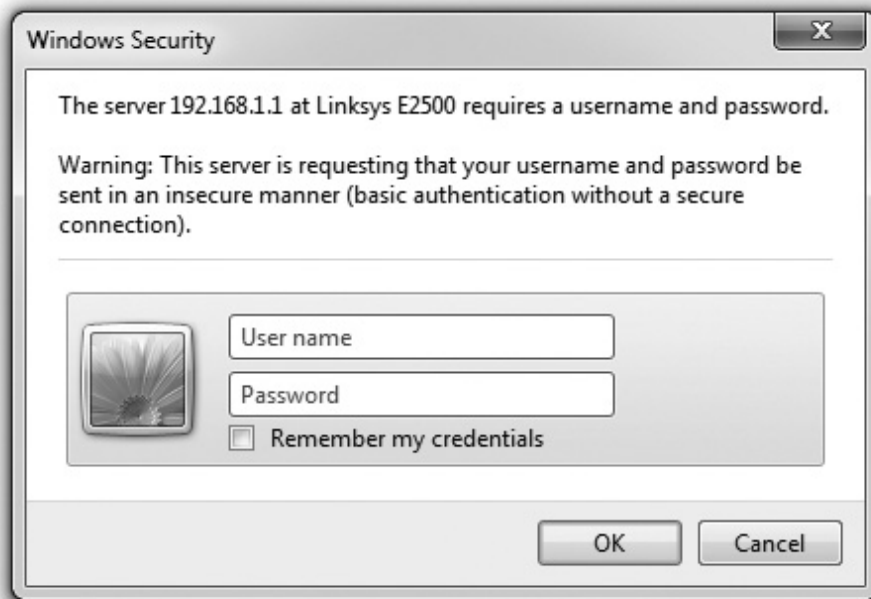 Windows Security
The server 192.168.1.1 at Linksys E2500 requires a username and password.
Warning: This server is requesting that your username and password be
sent in an insecure manner (basic authentication without a secure
connection).
User name
Password
Remember my credentials
OK
Cancel